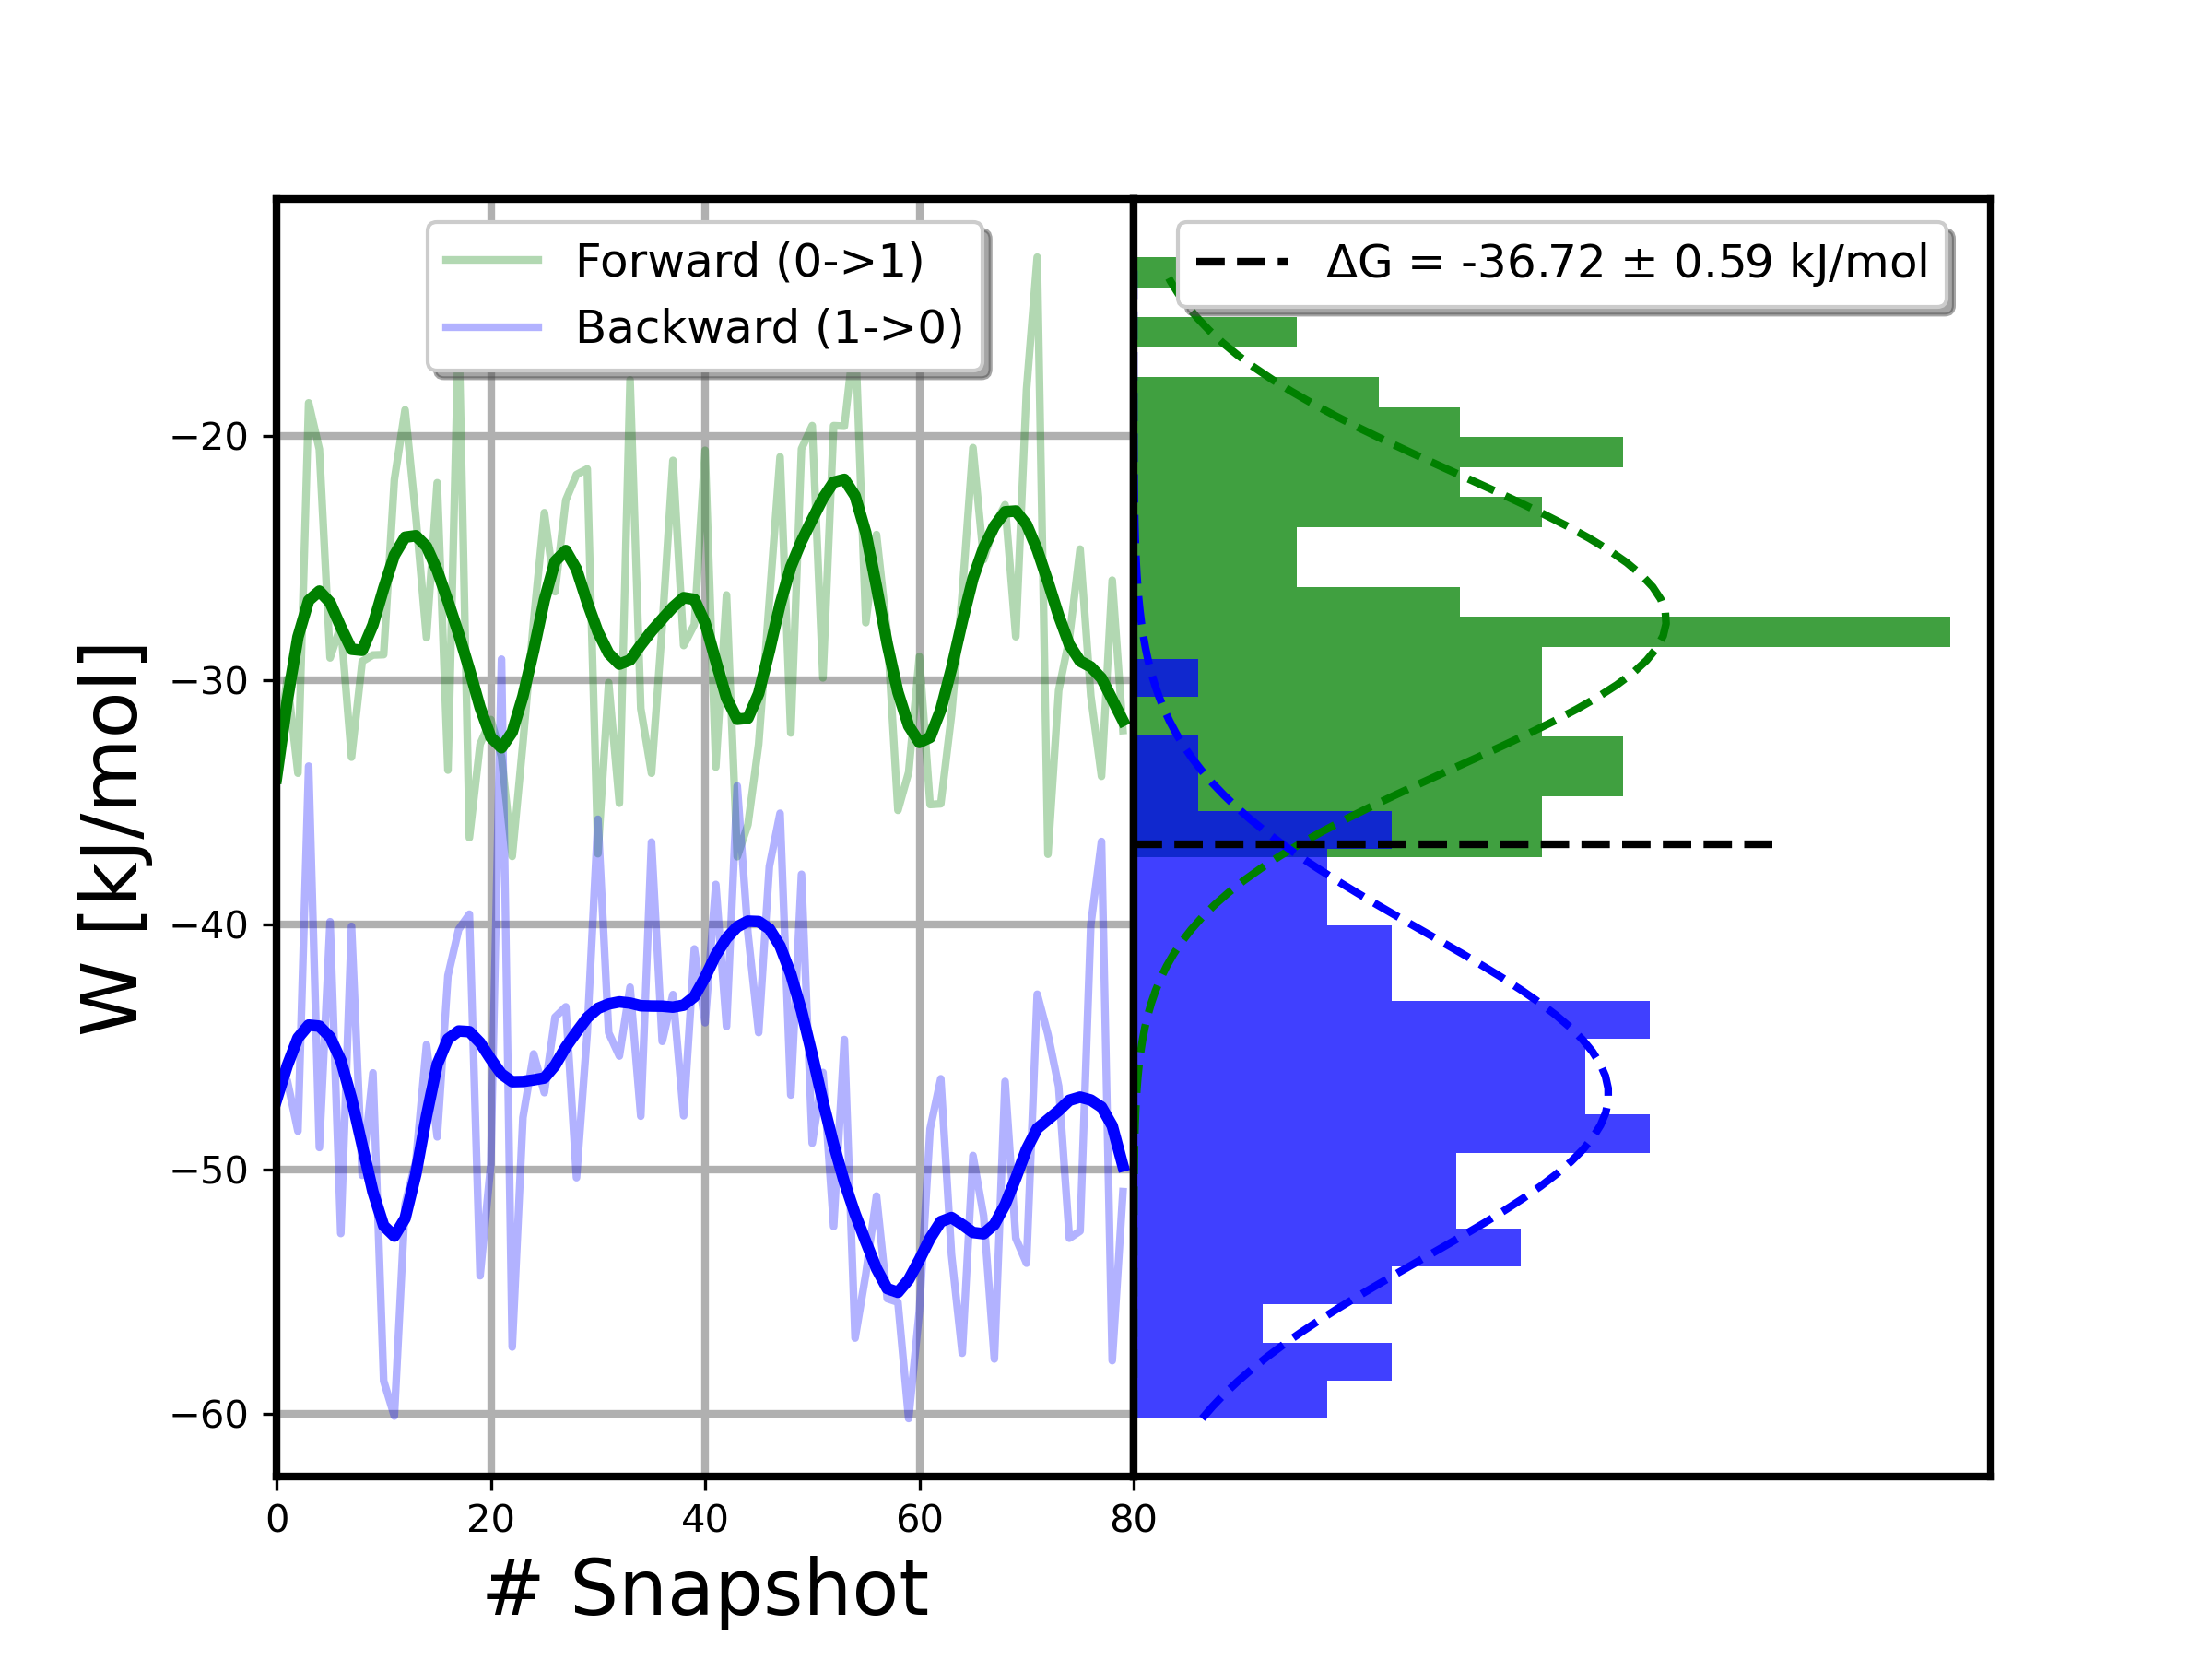 Forward (0->1)
Backward (1->0)
ΔG = -36.72 ± 0.59 kJ/mol
W [kJ/mol]
−20
−30
−40
−50
−60
0 20 40 60 80
# Snapshot